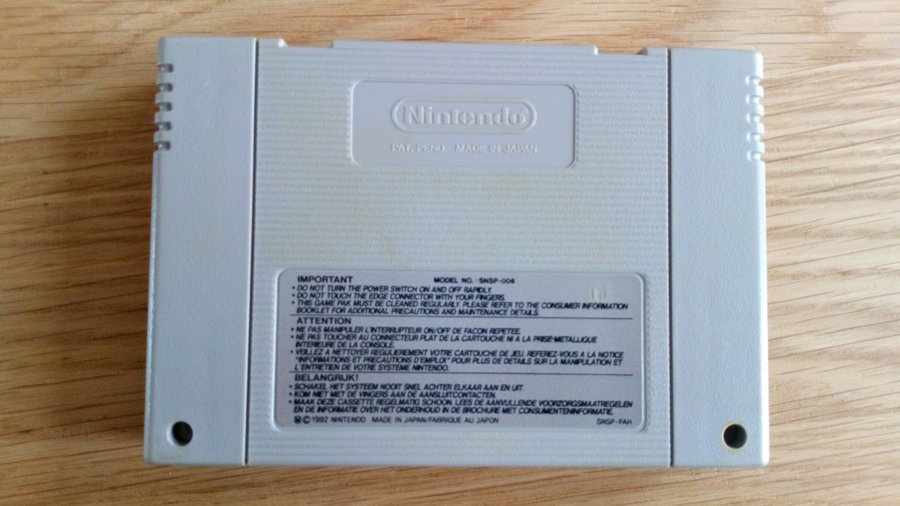 Nintendo
PAT. PEND. MADE IN JAPAN
IMPORTANT MODEL NO. : SNSP-006
• DO NOT TURN THE POWER SWITCH ON AND OFF RAPIDLY.
• DO NOT TOUCH THE EDGE CONNECTOR WITH YOUR FINGERS.
• THIS GAME PAK MUST BE CLEANED REGULARLY. PLEASE REFER TO THE CONSUMER INFORMATION
BOOKLET FOR ADDITIONAL PRECAUTIONS AND MAINTENANCE DETAILS.
ATTENTION
• NE PAS MANIPULER L'INTERRUPTEUR ON/OFF DE FACON REPETEE.
• NE PAS TOUCHER AU CONNECTEUR PLAT DE LA CARTOUCHE NI À LA PRISE METALLIQUE
INTERIEURE DE LA CONSOLE.
• VEILLEZ A NETTOYER REGULIEREMENT VOTRE CARTOUCHE DE JEU. REFEREZ-VOUS A LA NOTICE
"INFORMATIONS ET PRECAUTIONS D'EMPLOI" POUR PLUS DE DETAILS SUR LA MANIPULATION ET
L'ENTRETIEN DE VOTRE SYSTEME NINTENDO.
BELANGRIJK!
• SCHAKEL HET SYSTEEM NOOIT SNEL ACHTER ELKAAR AAN EN UIT.
• KOM NIET MET DE VINGERS AAN DE AANSLUITCONTACTEN.
• MAAK DEZE CASSETTE REGELMATIG SCHOON. LEES DE AANVULLENDE VOORZORGSMAATREGELEN
EN DE INFORMATIE OVER HET ONDERHOUD IN DE BROCHURE MET CONSUMENTENINFORMATIE.
Ⓜ © 1992 NINTENDO MADE IN JAPAN/FABRIQUE AU JAPON SNSP-FAH